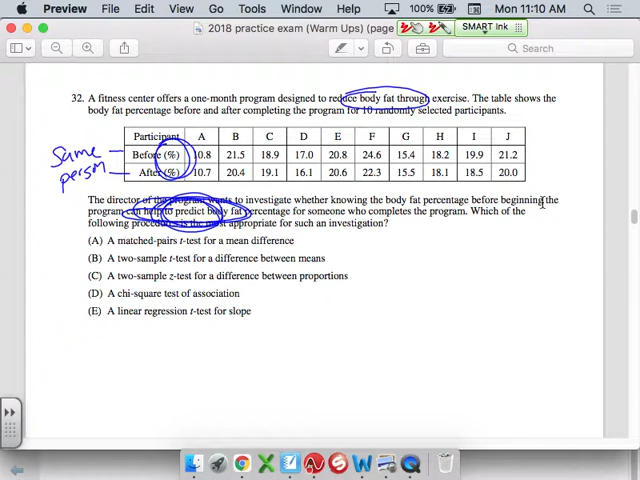 Preview File Edit View Go Tools Window Help 100% Mon 11:10 AM
2018 practice exam (Warm Ups) (page
SMART Ink
Search
32. A fitness center offers a one-month program designed to reduce body fat through exercise. The table shows the
body fat percentage before and after completing the program for 10 randomly selected participants.
Participant A B C D E F G H I J
Same
Before (%) 10.8 21.5 18.9 17.0 20.8 24.6 15.4 18.2 19.9 21.2
person
After (%) 10.7 20.4 19.1 16.1 20.6 22.3 15.5 18.1 18.5 20.0
The director of the program wants to investigate whether knowing the body fat percentage before beginning the
program can help to predict body fat percentage for someone who completes the program. Which of the
following procedures is the most appropriate for such an investigation?
(A) A matched-pairs t-test for a mean difference
(B) A two-sample t-test for a difference between means
(C) A two-sample z-test for a difference between proportions
(D) A chi-square test of association
(E) A linear regression t-test for slope